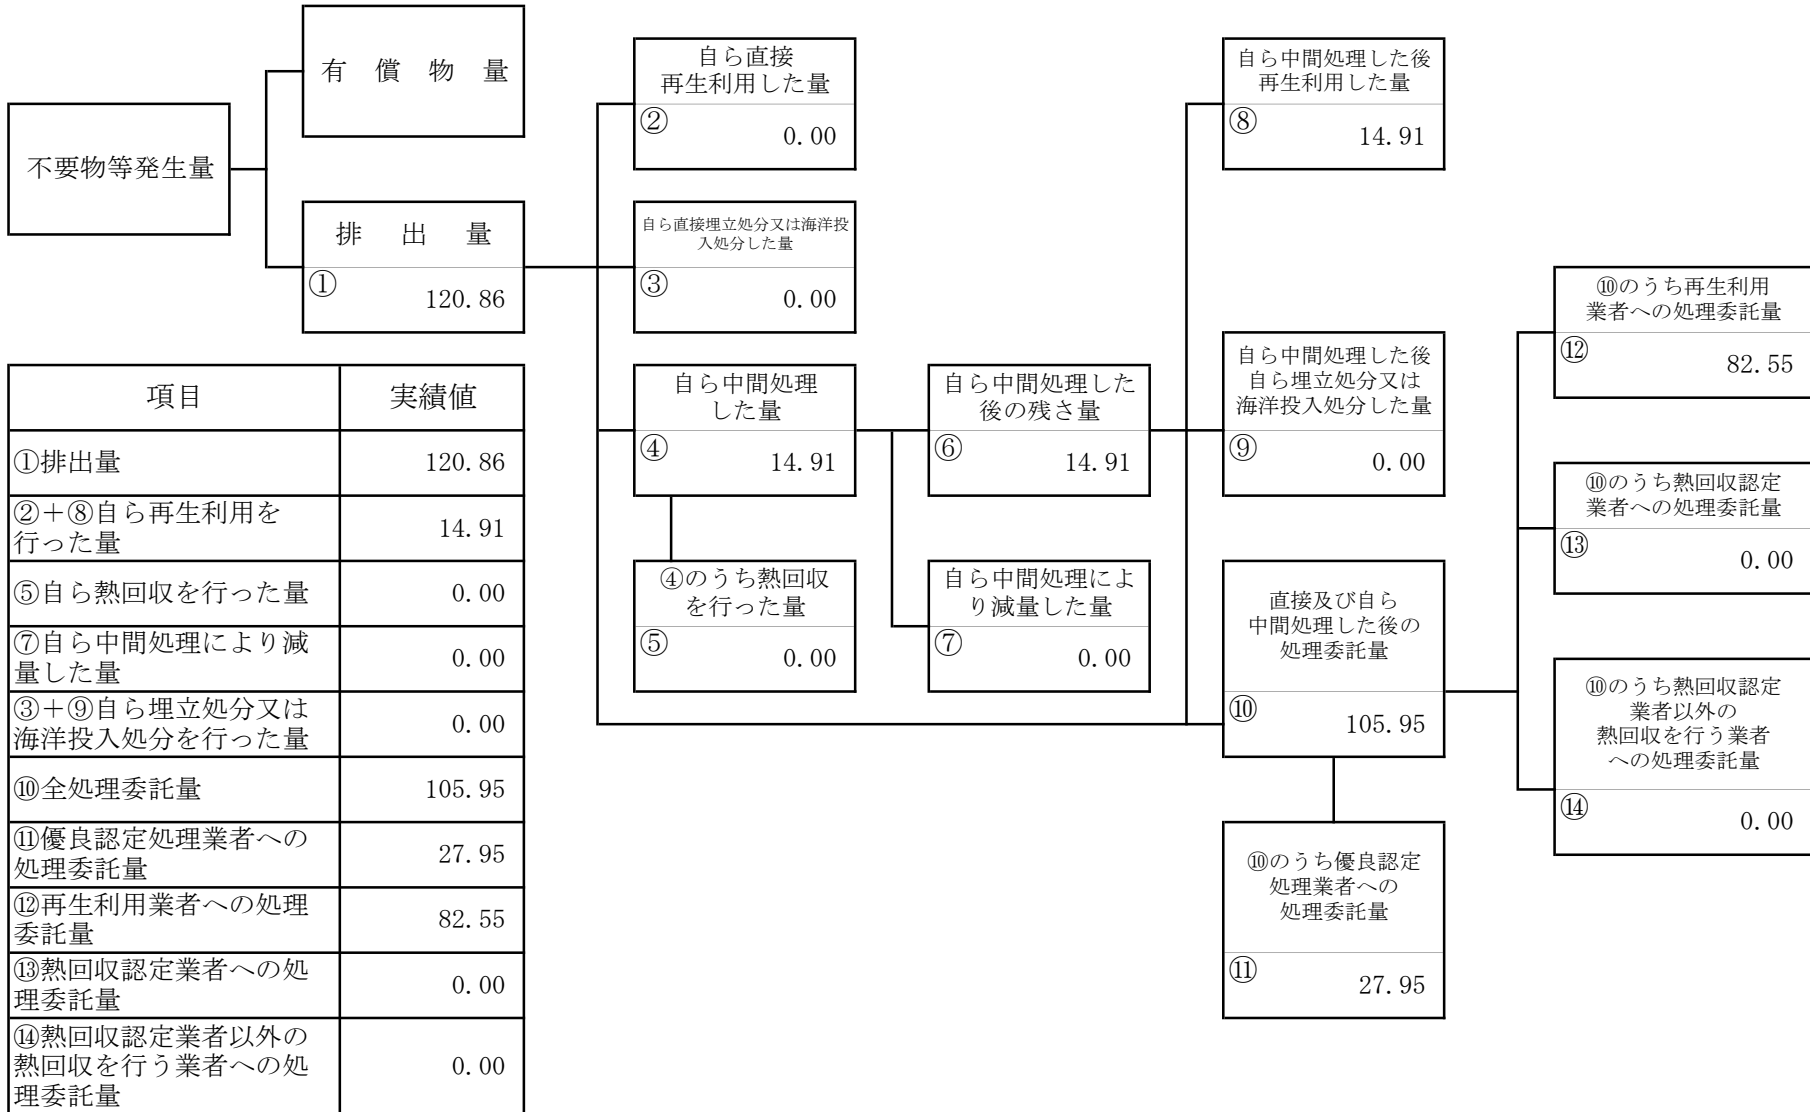 不要物等発生量
有　償　物　量
排　出　量
①
120.86
自ら直接
再生利用した量
②
0.00
自ら直接埋立処分又は海洋投
入処分した量
③
0.00
自ら中間処理
した量
④
14.91
④のうち熱回収
を行った量
⑤
0.00
自ら中間処理した
後の残さ量
⑥
14.91
自ら中間処理によ
り減量した量
⑦
0.00
自ら中間処理した後
再生利用した量
⑧
14.91
自ら中間処理した後
自ら埋立処分又は
海洋投入処分した量
⑨
0.00
直接及び自ら
中間処理した後の
処理委託量
⑩
105.95
⑩のうち優良認定
処理業者への
処理委託量
⑪
27.95
⑩のうち再生利用
業者への処理委託量
⑫
82.55
⑩のうち熱回収認定
業者への処理委託量
⑬
0.00
⑩のうち熱回収認定
業者以外の
熱回収を行う業者
への処理委託量
⑭
0.00
項目　実績値
①排出量　120.86
②＋⑧自ら再生利用を
行った量　14.91
⑤自ら熱回収を行った量　0.00
⑦自ら中間処理により減
量した量　0.00
③＋⑨自ら埋立処分又は
海洋投入処分を行った量　0.00
⑩全処理委託量　105.95
⑪優良認定処理業者への
処理委託量　27.95
⑫再生利用業者への処理
委託量　82.55
⑬熱回収認定業者への処
理委託量　0.00
⑭熱回収認定業者以外の
熱回収を行う業者への処
理委託量　0.00